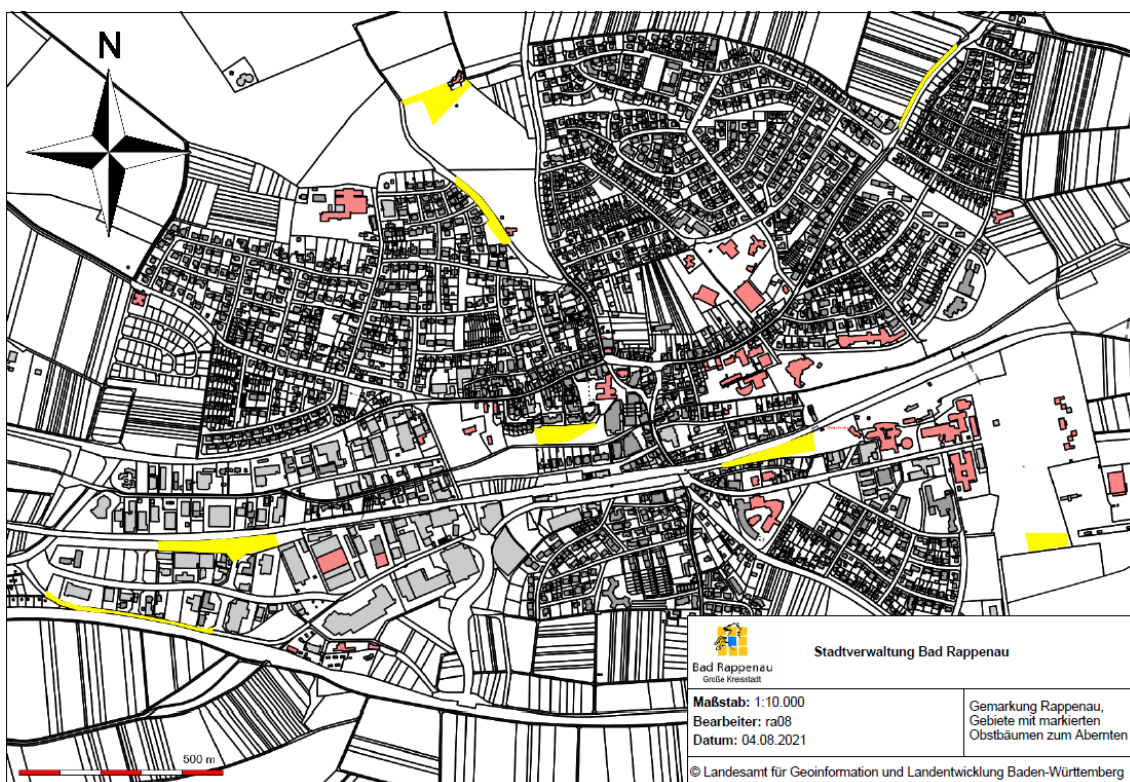 N
Bad Rappenau
Große Kreisstadt
Stadtverwaltung Bad Rappenau
Maßstab: 1:10.000
Bearbeiter: ra08
Datum: 04.08.2021
Gemarkung Rappenau,
Gebiete mit markierten
Obstbäumen zum Abernten
500 m
© Landesamt für Geoinformation und Landentwicklung Baden-Württemberg